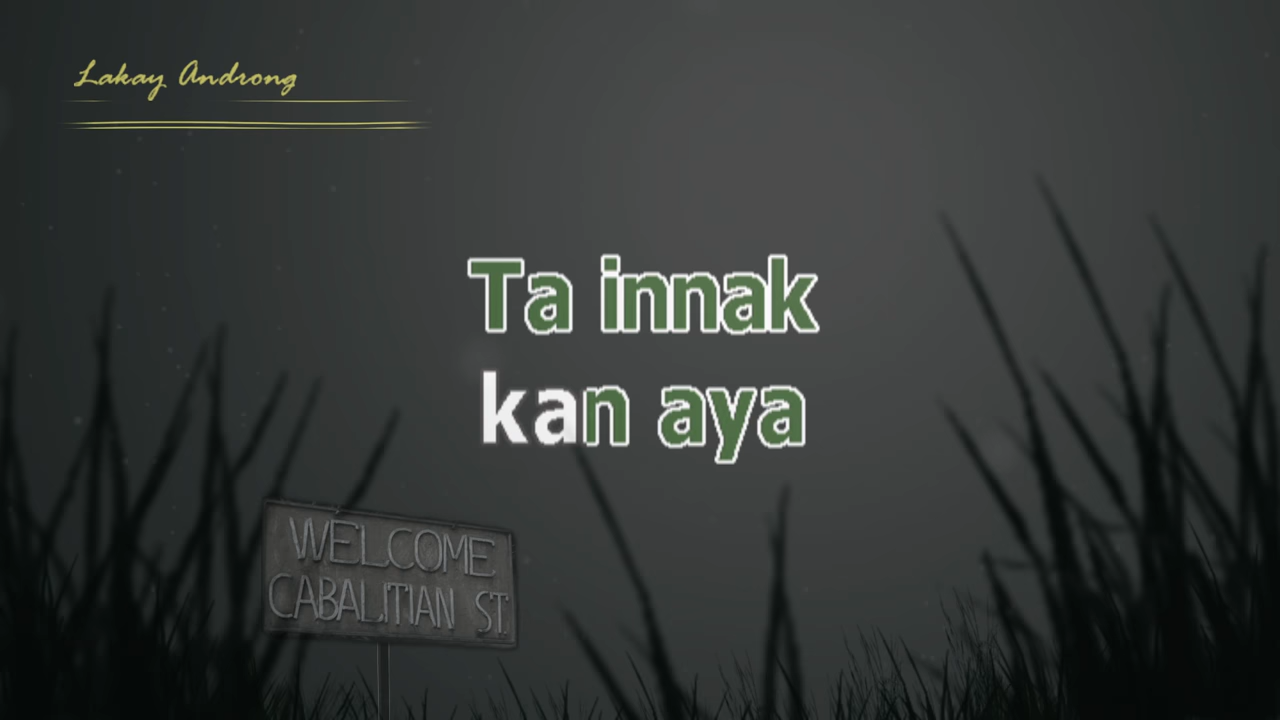 Lakay Androng
Ta innak
kan aya
WELCOME
CABALITIAN ST.